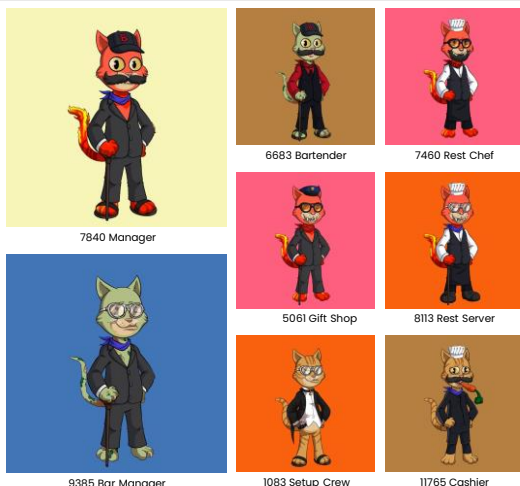 7840 Manager
6683 Bartender
7460 Rest Chef
5061 Gift Shop
8113 Rest Server
9385 Bar Manager
1083 Setup Crew
11765 Cashier